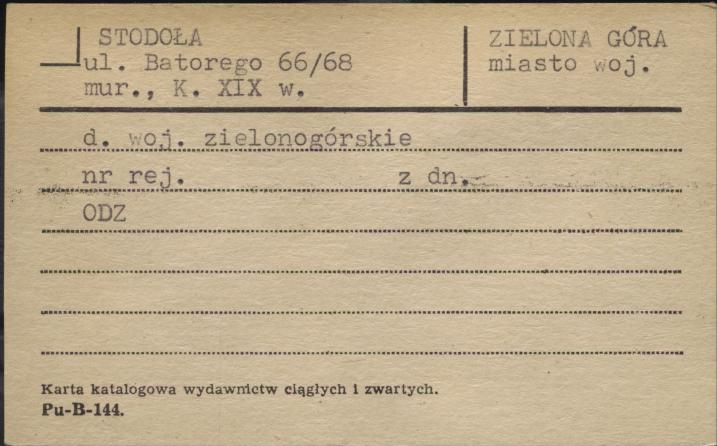 STODOŁA
ul. Batorego 66/68
mur., K. XIX w.
ZIELONA GÓRA
miasto woj.
d. woj. zielonogórskie
nr rej. z dn.
ODZ
Karta katalogowa wydawnictw ciągłych i zwartych.
Pu-B-144.